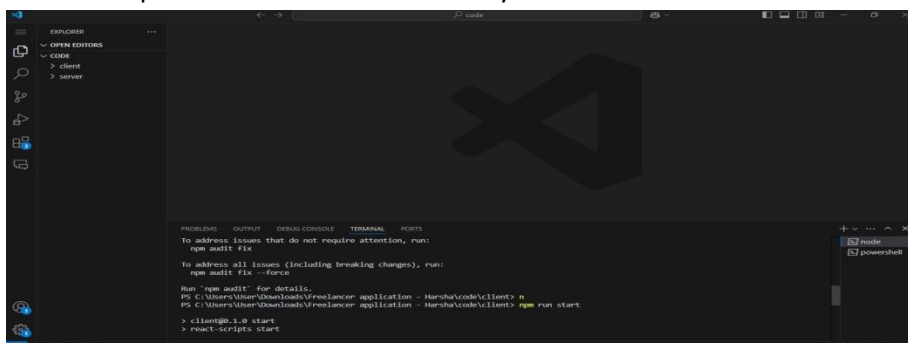 code
EXPLORER ...
OPEN EDITORS
CODE
client
server
PROBLEMS OUTPUT DEBUG CONSOLE TERMINAL PORTS
To address issues that do not require attention, run:
npm audit fix
To address all issues (including breaking changes), run:
npm audit fix --force
Run `npm audit` for details.
PS C:\Users\User\Downloads\Freelancer application - Harsha\code\client> n
PS C:\Users\User\Downloads\Freelancer application - Harsha\code\client> npm run start
> client@0.1.0 start
> react-scripts start
node
powershell